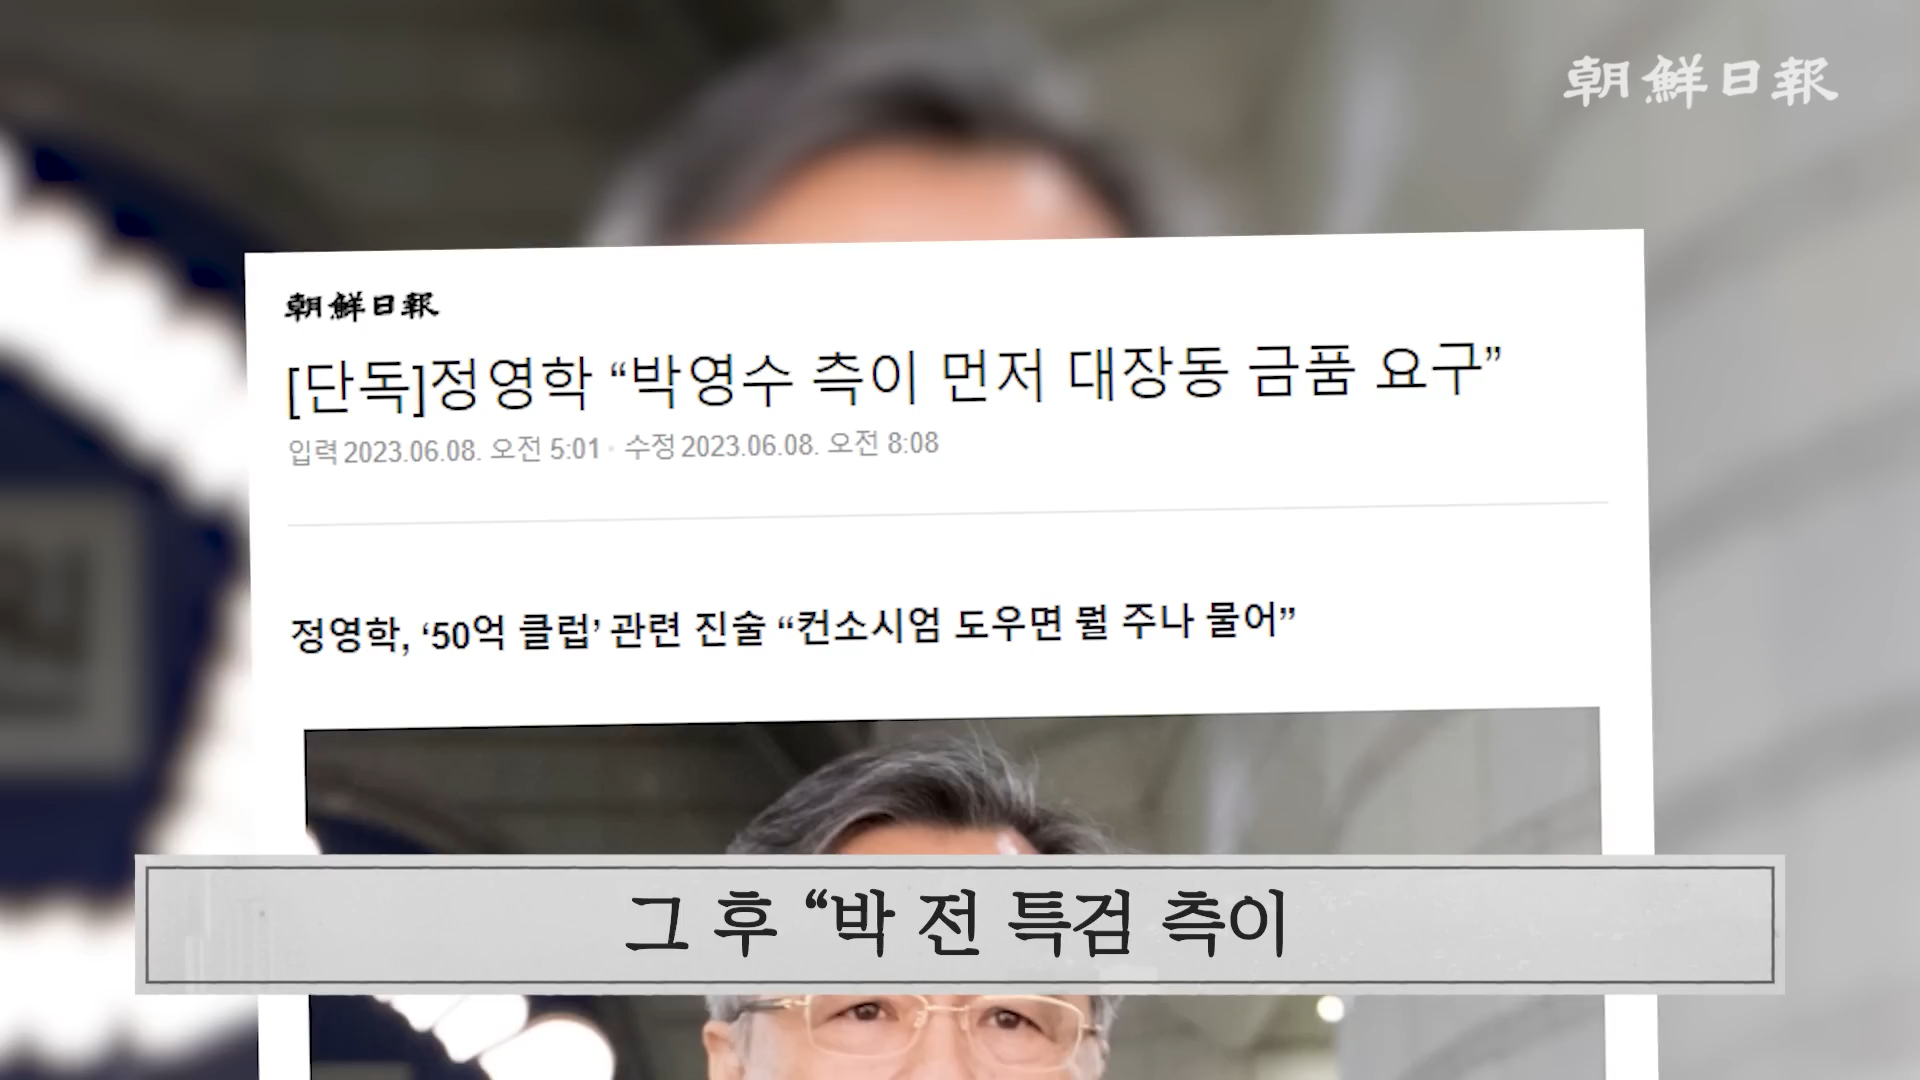 朝鮮日報
朝鮮日報
[단독]정영학 “박영수 측이 먼저 대장동 금품 요구”
입력 2023.06.08. 오전 5:01 · 수정 2023.06.08. 오전 8:08
정영학, ‘50억 클럽’ 관련 진술 “컨소시엄 도우면 뭘 주나 물어”
그 후 “박 전 특검 측이